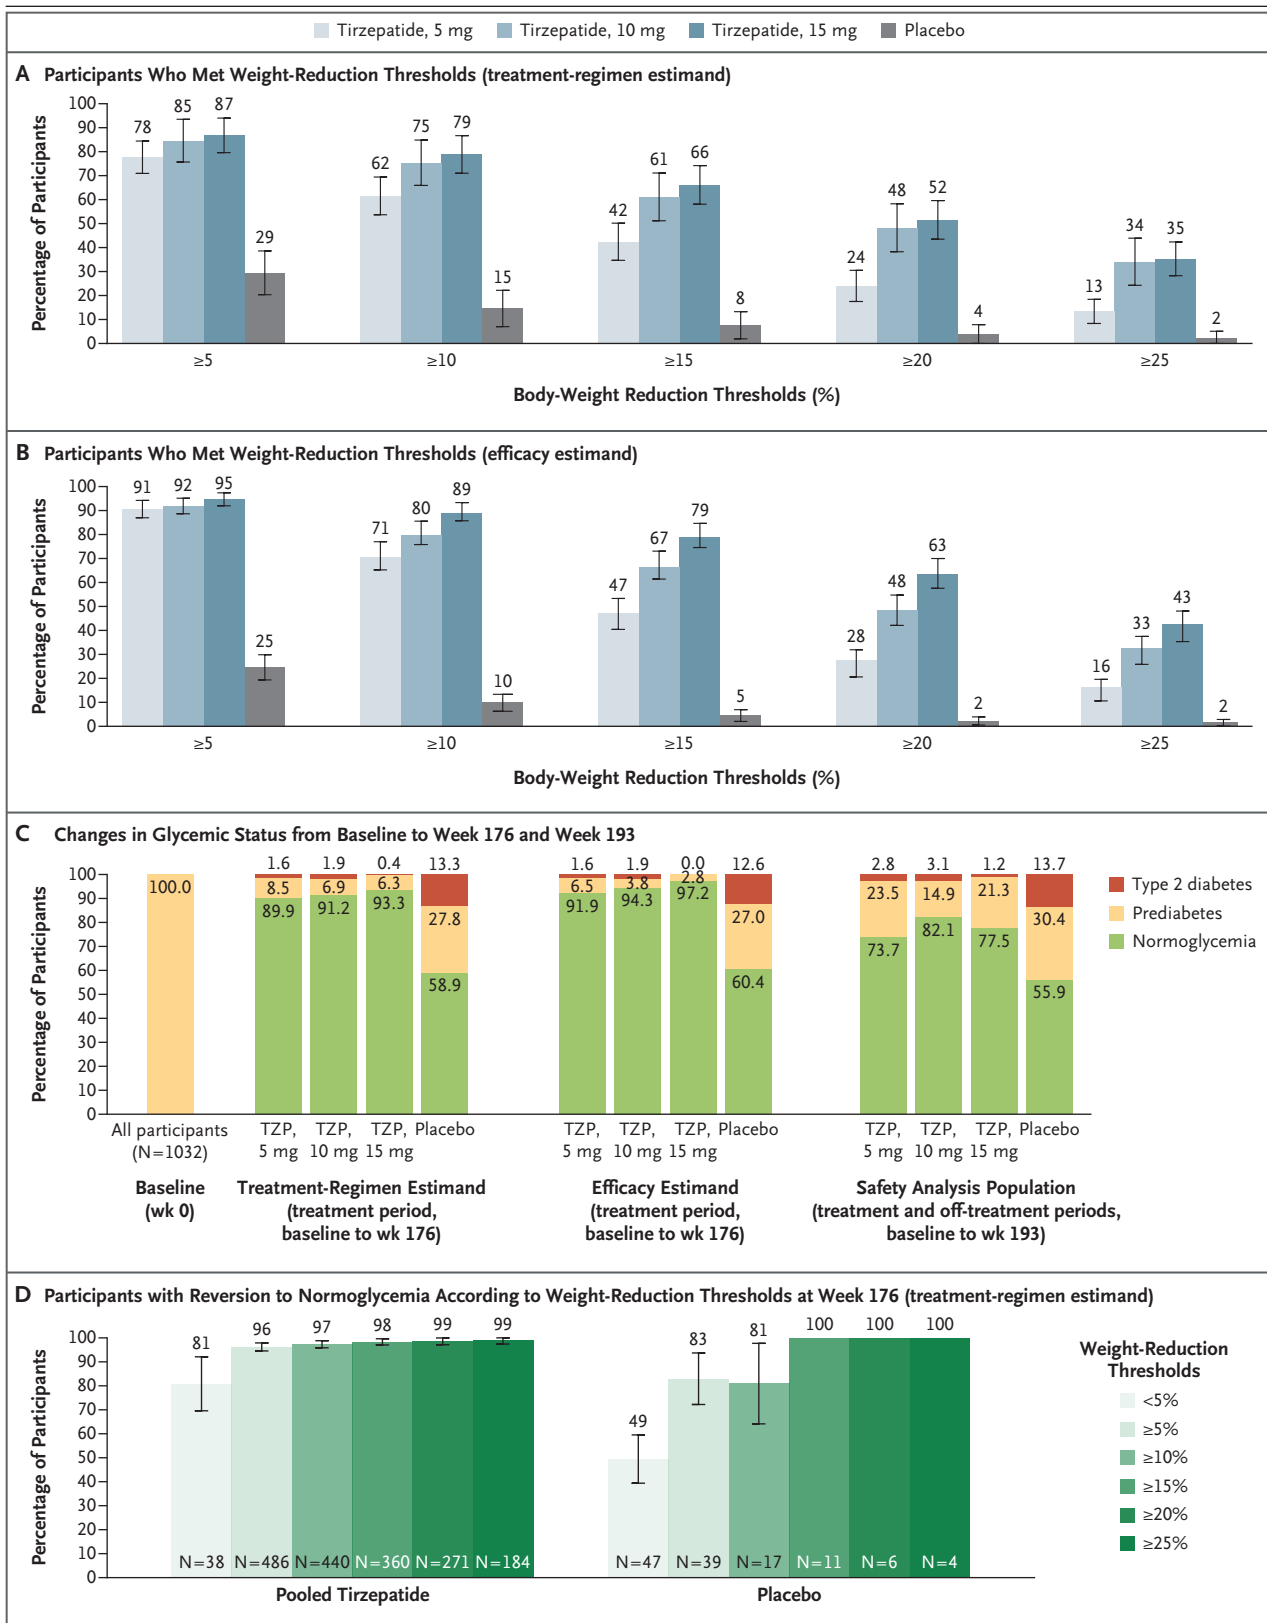 Tirzepatide, 5 mg Tirzepatide, 10 mg Tirzepatide, 15 mg Placebo
A Participants Who Met Weight-Reduction Thresholds (treatment-regimen estimand)
Percentage of Participants
100
90
80
70
60
50
40
30
20
10
0
78 85 87 29
62 75 79 15
42 61 66 8
24 48 52 4
13 34 35 2
≥5 ≥10 ≥15 ≥20 ≥25
Body-Weight Reduction Thresholds (%)
B Participants Who Met Weight-Reduction Thresholds (efficacy estimand)
Percentage of Participants
100
90
80
70
60
50
40
30
20
10
0
91 92 95 25
71 80 89 10
47 67 79 5
28 48 63 2
16 33 43 2
≥5 ≥10 ≥15 ≥20 ≥25
Body-Weight Reduction Thresholds (%)
C Changes in Glycemic Status from Baseline to Week 176 and Week 193
Percentage of Participants
100
90
80
70
60
50
40
30
20
10
0
1.6 1.9 0.4 13.3 1.6 1.9 0.0 12.6 2.8 3.1 1.2 13.7
100.0 8.5 6.9 6.3 27.8 6.5 3.8 2.8 27.0 23.5 14.9 21.3 30.4
89.9 91.2 93.3 58.9 91.9 94.3 97.2 60.4 73.7 82.1 77.5 55.9
Type 2 diabetes
Prediabetes
Normoglycemia
All participants TZP, TZP, TZP, Placebo TZP, TZP, TZP, Placebo TZP, TZP, TZP, Placebo
(N=1032) 5 mg 10 mg 15 mg 5 mg 10 mg 15 mg 5 mg 10 mg 15 mg
Baseline Treatment-Regimen Estimand Efficacy Estimand Safety Analysis Population
(wk 0) (treatment period, (treatment period, (treatment and off-treatment periods,
baseline to wk 176) baseline to wk 176) baseline to wk 193)
D Participants with Reversion to Normoglycemia According to Weight-Reduction Thresholds at Week 176 (treatment-regimen estimand)
Percentage of Participants
100
90
80
70
60
50
40
30
20
10
0
81 96 97 98 99 99 49 83 81 100 100 100
N=38 N=486 N=440 N=360 N=271 N=184 N=47 N=39 N=17 N=11 N=6 N=4
Pooled Tirzepatide Placebo
Weight-Reduction
Thresholds
<5%
≥5%
≥10%
≥15%
≥20%
≥25%